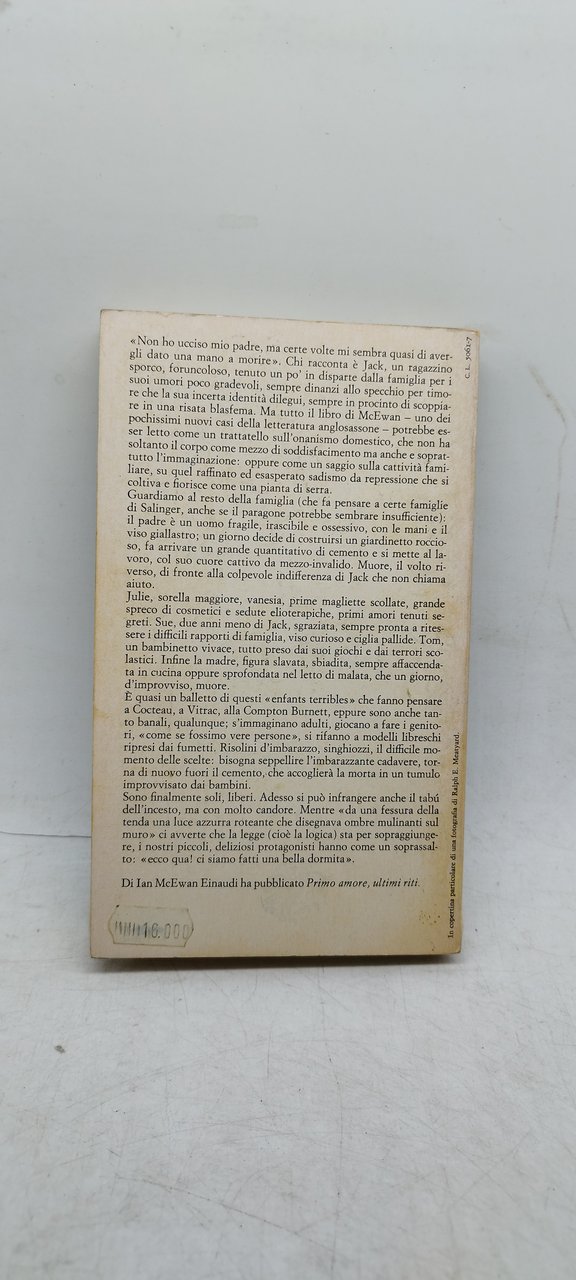 «Non ho ucciso mio padre, ma certe volte mi sembra quasi di aver-
gli dato una mano a morire». Chi racconta è Jack, un ragazzino
sporco, foruncoloso, tenuto un po' in disparte dalla famiglia per i
suoi umori poco gradevoli, sempre dinanzi allo specchio per timo-
re che la sua incerta identità dilegui, sempre in procinto di scoppia-
re in una risata blasfema. Ma tutto il libro di McEwan – uno dei
pochissimi nuovi casi della letteratura anglosassone – potrebbe es-
ser letto come un trattatello sull'onanismo domestico, che non ha
soltanto il corpo come mezzo di soddisfacimento ma anche e soprat-
tutto l'immaginazione: oppure come un saggio sulla cattività fami-
liare, su quel raffinato ed esasperato sadismo da repressione che si
coltiva e fiorisce come una pianta di serra.
Guardiamo al resto della famiglia (che fa pensare a certe famiglie
di Salinger, anche se il paragone potrebbe sembrare insufficiente):
il padre è un uomo fragile, irascibile e ossessivo, con le mani e il
viso giallastro; un giorno decide di costruirsi un giardinetto roccio-
so, fa arrivare un grande quantitativo di cemento e si mette al la-
voro, col suo cuore cattivo da mezzo-invalido. Muore, il volto ri-
verso, di fronte alla colpevole indifferenza di Jack che non chiama
aiuto.
Julie, sorella maggiore, vanesia, prime magliette scollate, grande
spreco di cosmetici e sedute elioterapiche, primi amori tenuti se-
greti. Sue, due anni meno di Jack, sgraziata, sempre pronta a ritес-
sere i difficili rapporti di famiglia, viso curioso e ciglia pallide. Tom,
un bambinetto vivace, tutto preso dai suoi giochi e dai terrori sco-
lastici. Infine la madre, figura slavata, sbiadita, sempre affaccenda-
ta in cucina oppure sprofondata nel letto di malata, che un giorno,
d'improvviso, muore.
È quasi un balletto di questi «enfants terribles» che fanno pensare
a Cocteau, a Vitrac, alla Compton Burnett, eppure sono anche tan-
to banali, qualunque; s'immaginano adulti, giocano a fare i genito-
ri, «come se fossimo vere persone», si rifanno a modelli libreschi
ripresi dai fumetti. Risolini d'imbarazzo, singhiozzi, il difficile mo-
mento delle scelte: bisogna seppellire l'imbarazzante cadavere, tor-
na di nuovo fuori il cemento, che accoglierà la morta in un tumulo
improvvisato dai bambini.
Sono finalmente soli, liberi. Adesso si può infrangere anche il tabú
dell'incesto, ma con molto candore. Mentre «da una fessura della
tenda una luce azzurra roteante che disegnava ombre mulinanti sul
muro» ci avverte che la legge (cioè la logica) sta per sopraggiunge-
re, i nostri piccoli, deliziosi protagonisti hanno come un soprassal-
to: «ecco qua! ci siamo fatti una bella dormita».
Di Ian McEwan Einaudi ha pubblicato Primo amore, ultimi riti.
16.000
In copertina particolare di una fotografia di Ralph E. Meatyard.
C. L. 5061-7